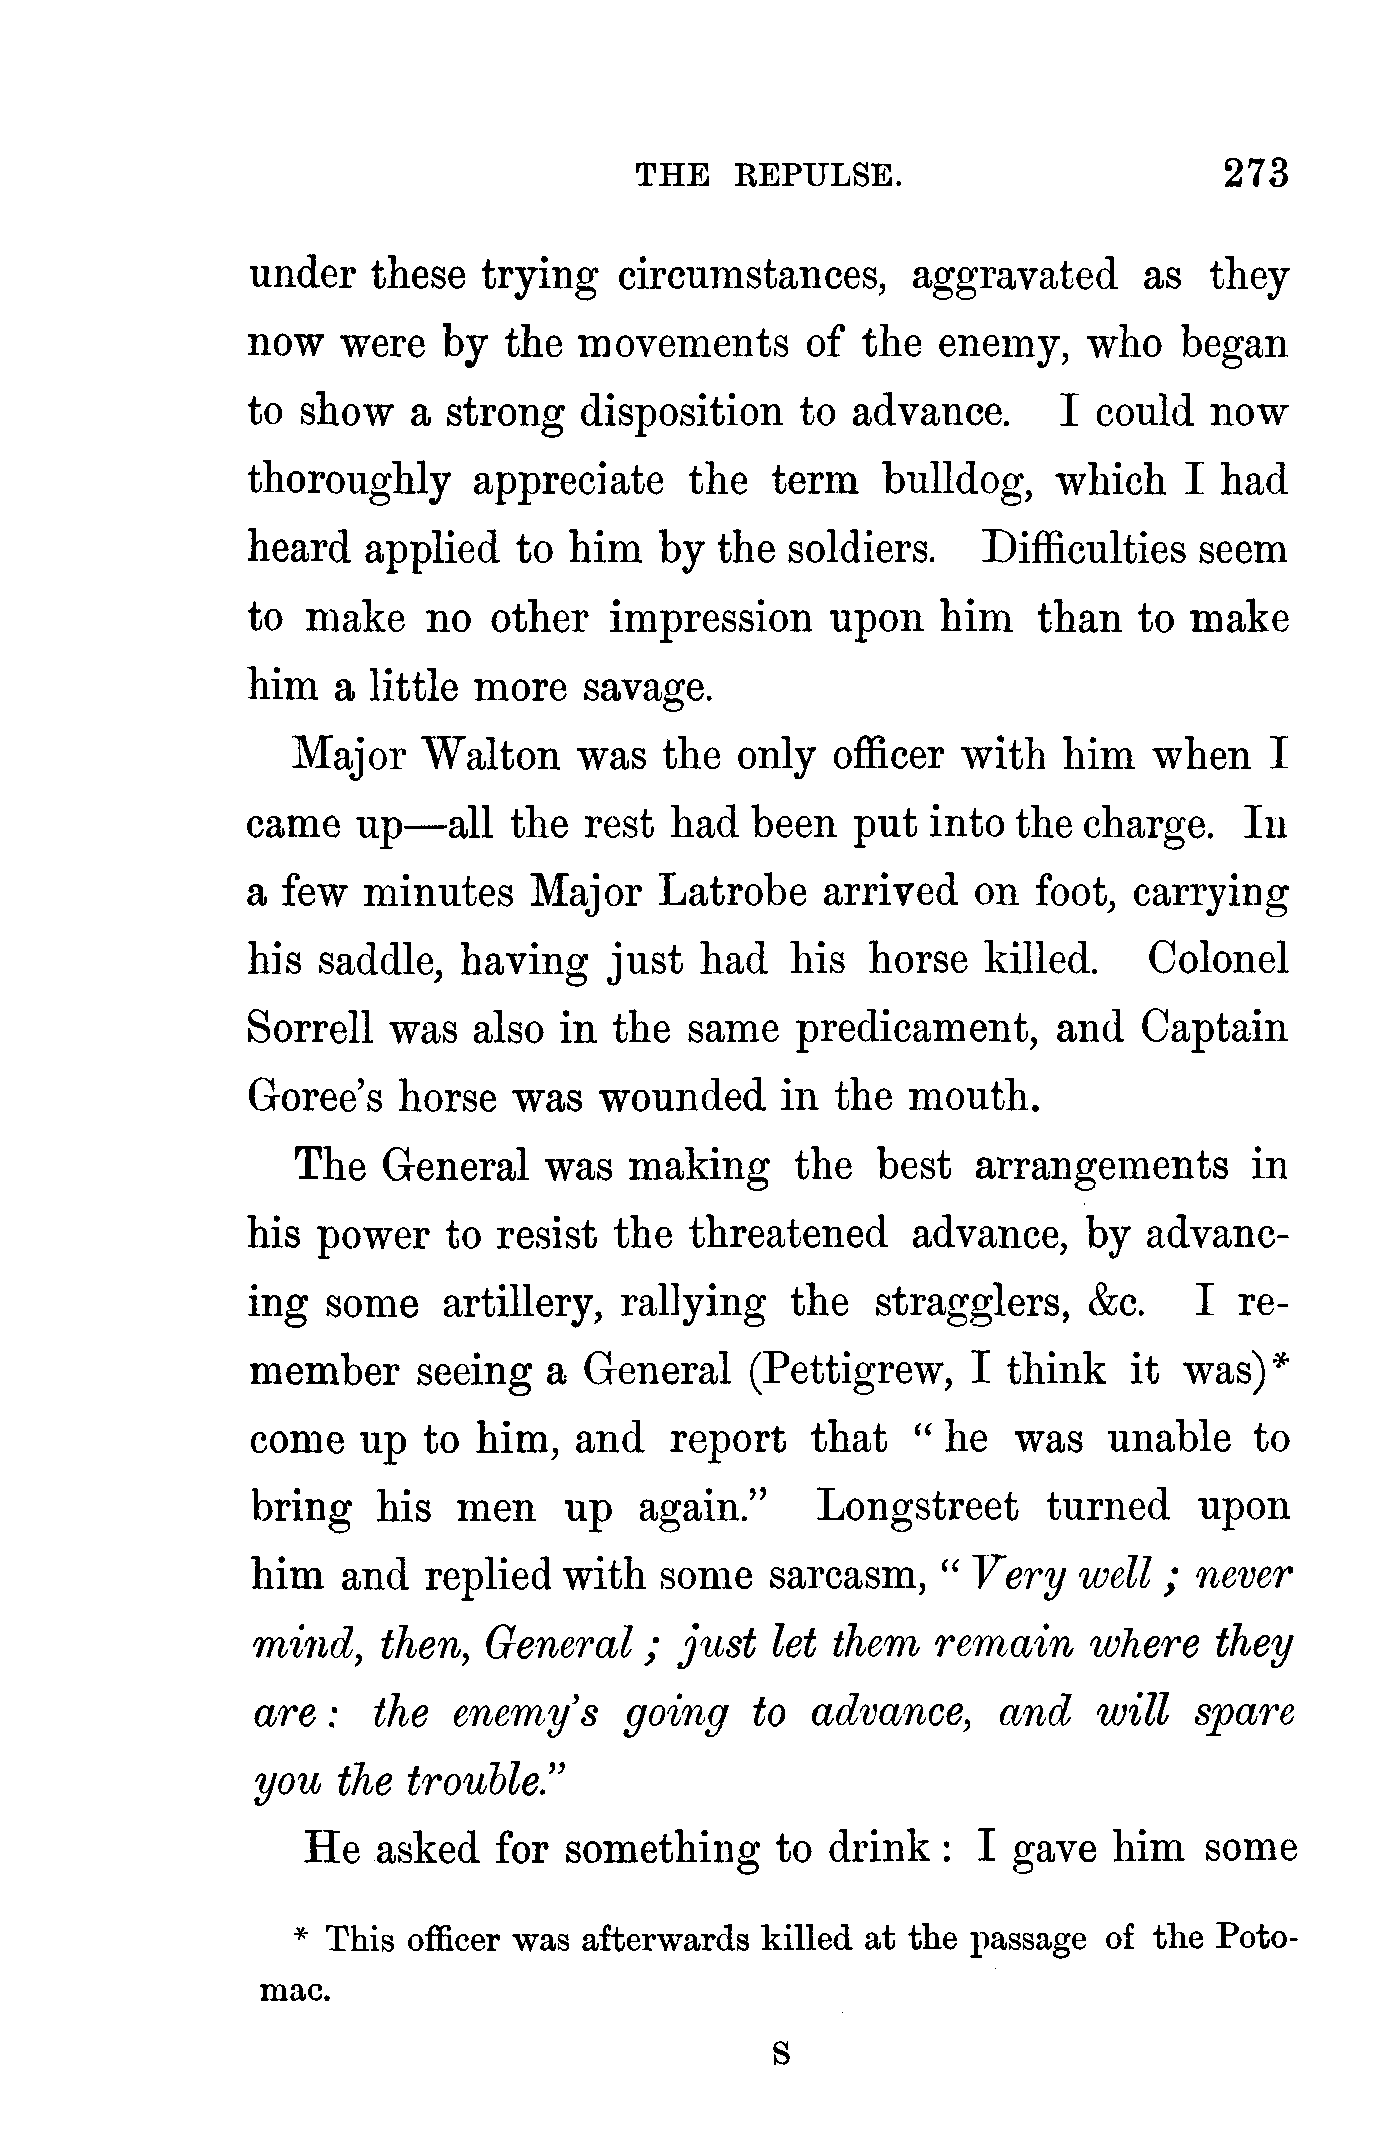 THE REPULSE. 273
under these trying circumstances, aggravated as they
now were by the movements of the enemy, who began
to show a strong disposition to advance. I could now
thoroughly appreciate the term bulldog, which I had
heard applied to him by the soldiers. Difficulties seem
to make no other impression upon him than to make
him a little more savage.
Major Walton was the only officer with him when I
came up—all the rest had been put into the charge. In
a few minutes Major Latrobe arrived on foot, carrying
his saddle, having just had his horse killed. Colonel
Sorrell was also in the same predicament, and Captain
Goree's horse was wounded in the mouth.
The General was making the best arrangements in
his power to resist the threatened advance, by advanc-
ing some artillery, rallying the stragglers, &c. I re-
member seeing a General (Pettigrew, I think it was)*
come up to him, and report that “ he was unable to
bring his men up again.” Longstreet turned upon
him and replied with some sarcasm, “ Very well ; never
mind, then, General ; just let them remain where they
are : the enemy's going to advance, and will spare
you the trouble.”
He asked for something to drink : I gave him some
* This officer was afterwards killed at the passage of the Poto-
mac.
S